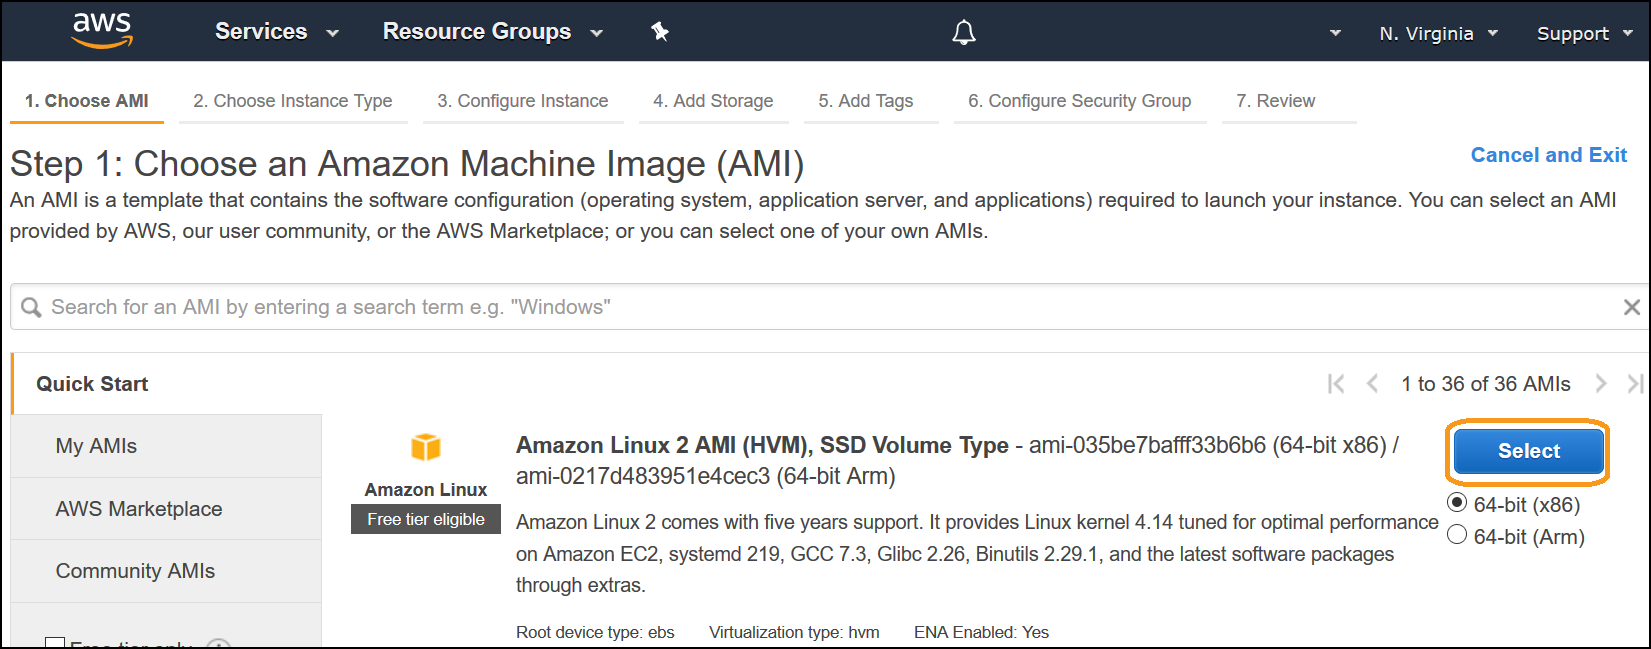 aws Services Resource Groups N. Virginia Support
1. Choose AMI 2. Choose Instance Type 3. Configure Instance 4. Add Storage 5. Add Tags 6. Configure Security Group 7. Review
Step 1: Choose an Amazon Machine Image (AMI)
Cancel and Exit
An AMI is a template that contains the software configuration (operating system, application server, and applications) required to launch your instance. You can select an AMI
provided by AWS, our user community, or the AWS Marketplace; or you can select one of your own AMIs.
Search for an AMI by entering a search term e.g. "Windows"
Quick Start
1 to 36 of 36 AMIs
My AMIs
AWS Marketplace
Community AMIs
Free tier only
Amazon Linux
Free tier eligible
Amazon Linux 2 AMI (HVM), SSD Volume Type - ami-035be7bafff33b6b6 (64-bit x86) /
ami-0217d483951e4cec3 (64-bit Arm)
Amazon Linux 2 comes with five years support. It provides Linux kernel 4.14 tuned for optimal performance
on Amazon EC2, systemd 219, GCC 7.3, Glibc 2.26, Binutils 2.29.1, and the latest software packages
through extras.
Root device type: ebs Virtualization type: hvm ENA Enabled: Yes
Select
64-bit (x86)
64-bit (Arm)